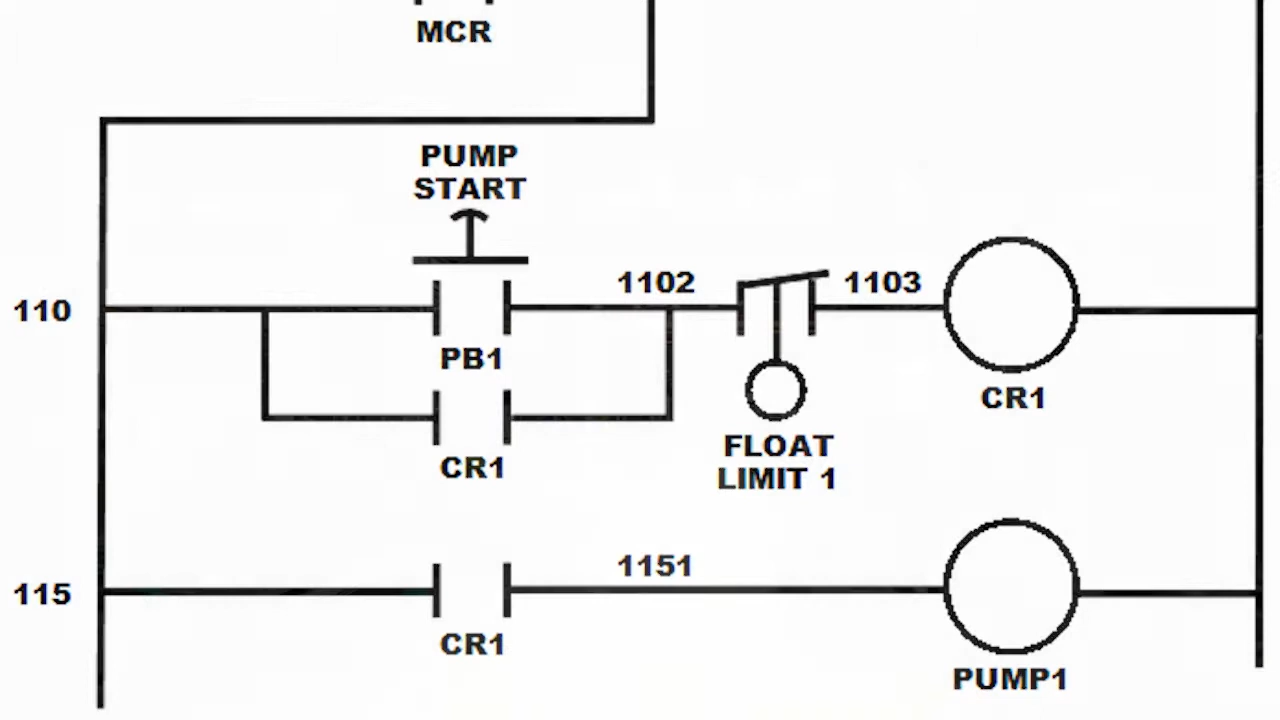 MCR
PUMP
START
110
1102
1103
PB1
CR1
CR1
FLOAT
LIMIT 1
115
1151
CR1
PUMP1